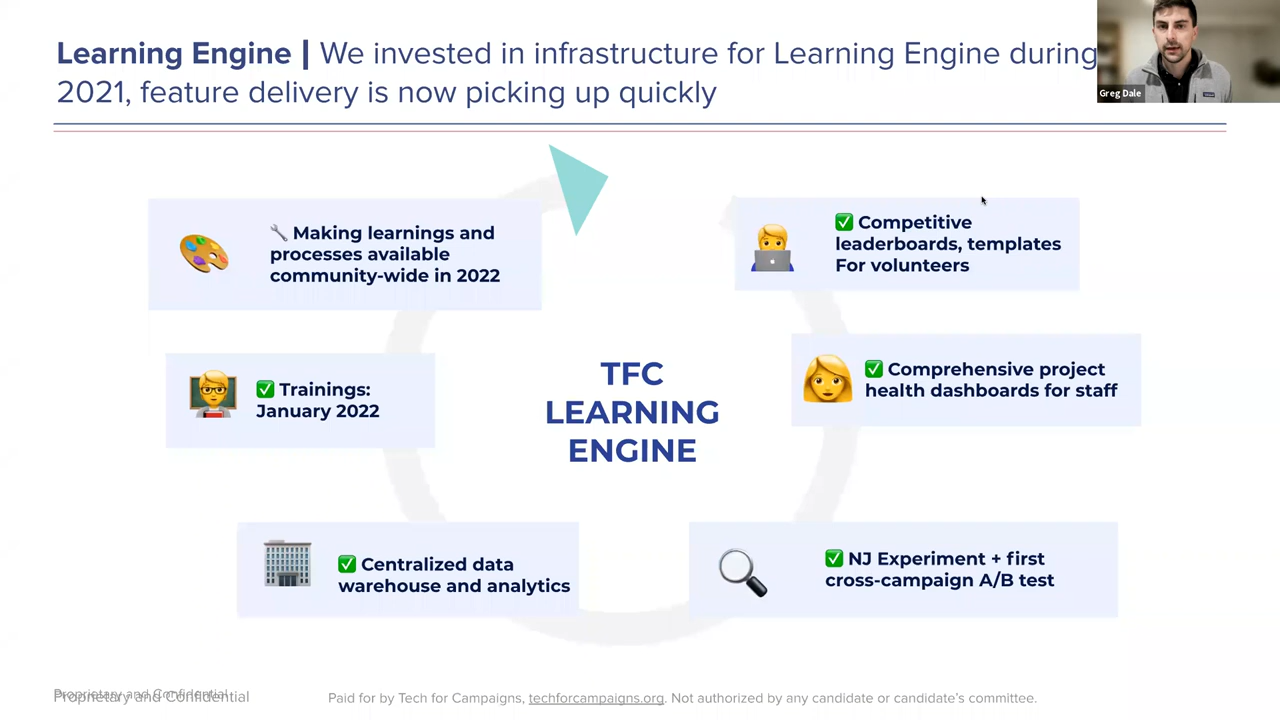 Learning Engine | We invested in infrastructure for Learning Engine during
2021, feature delivery is now picking up quickly
Greg Dale
🔧 Making learnings and
processes available
community-wide in 2022
✅ Competitive
leaderboards, templates
For volunteers
✅ Trainings:
January 2022
TFC
LEARNING
ENGINE
✅ Comprehensive project
health dashboards for staff
✅ Centralized data
warehouse and analytics
✅ NJ Experiment + first
cross-campaign A/B test
Proprietary and Confidential
Proprietary and Confidential
Paid for by Tech for Campaigns, techforcampaigns.org. Not authorized by any candidate or candidate's committee.